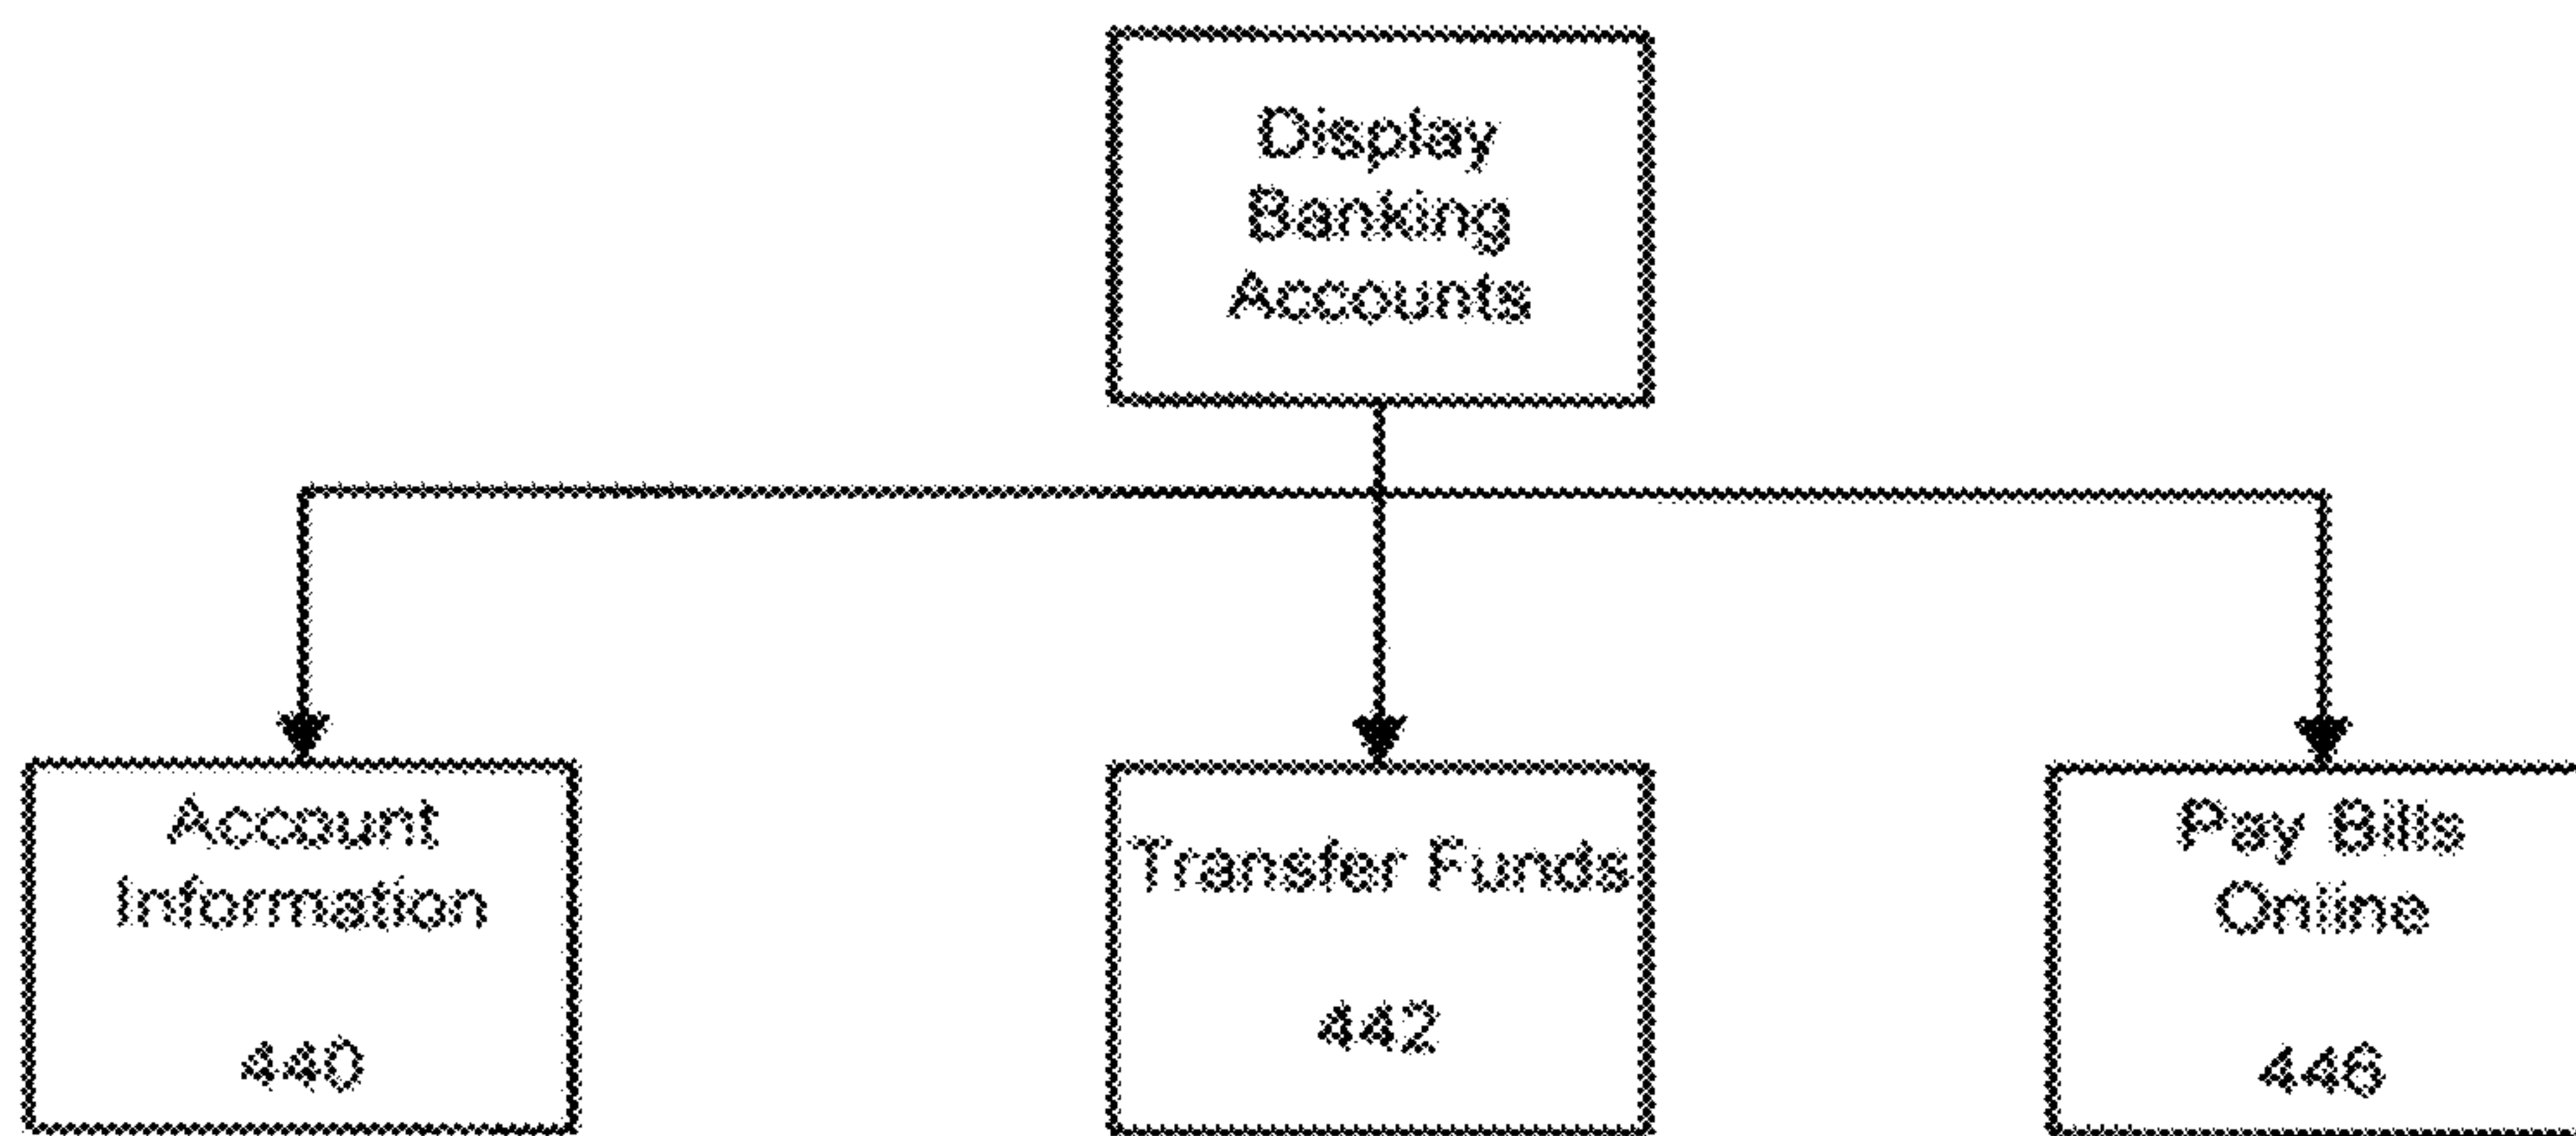 Display
Banking
Accounts
Account
Information
440
Transfer Funds
442
Pay Bills
Online
446